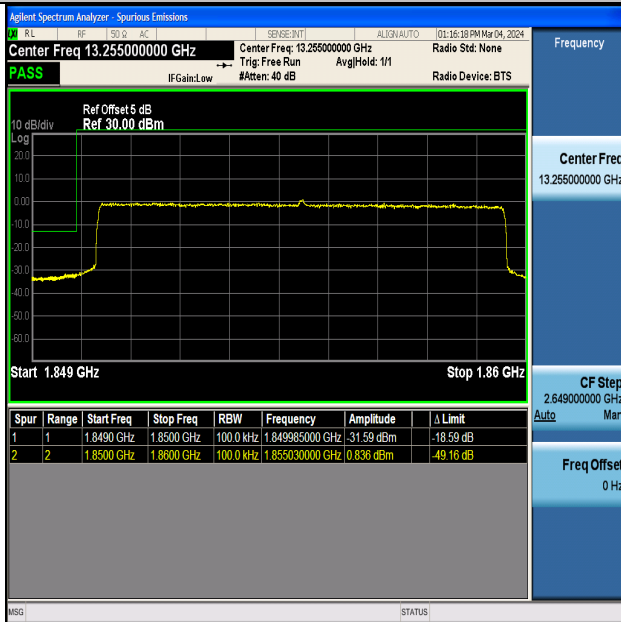 Agilent Spectrum Analyzer - Spurious Emissions
RL RF 50 Ω AC SENSE:INT ALIGN AUTO 01:16:18 PM Mar 04, 2024
Center Freq 13.255000000 GHz Center Freq: 13.255000000 GHz Radio Std: None Frequency
Trig: Free Run Avg|Hold: 1/1
PASS IFGain:Low #Atten: 40 dB Radio Device: BTS
Ref Offset 5 dB
10 dB/div Ref 30.00 dBm
Log
20.0
10.0
0.00
-10.0
-20.0
-30.0
-40.0
-50.0
-60.0
Start 1.849 GHz Stop 1.86 GHz
Center Freq
13.255000000 GHz
CF Step
2.649000000 GHz
Auto Man
Freq Offset
0 Hz
Spur Range Start Freq Stop Freq RBW Frequency Amplitude Δ Limit
1 1 1.8490 GHz 1.8500 GHz 100.0 kHz 1.849985000 GHz -31.59 dBm -18.59 dB
2 2 1.8500 GHz 1.8600 GHz 100.0 kHz 1.855030000 GHz 0.836 dBm -49.16 dB
MSG STATUS